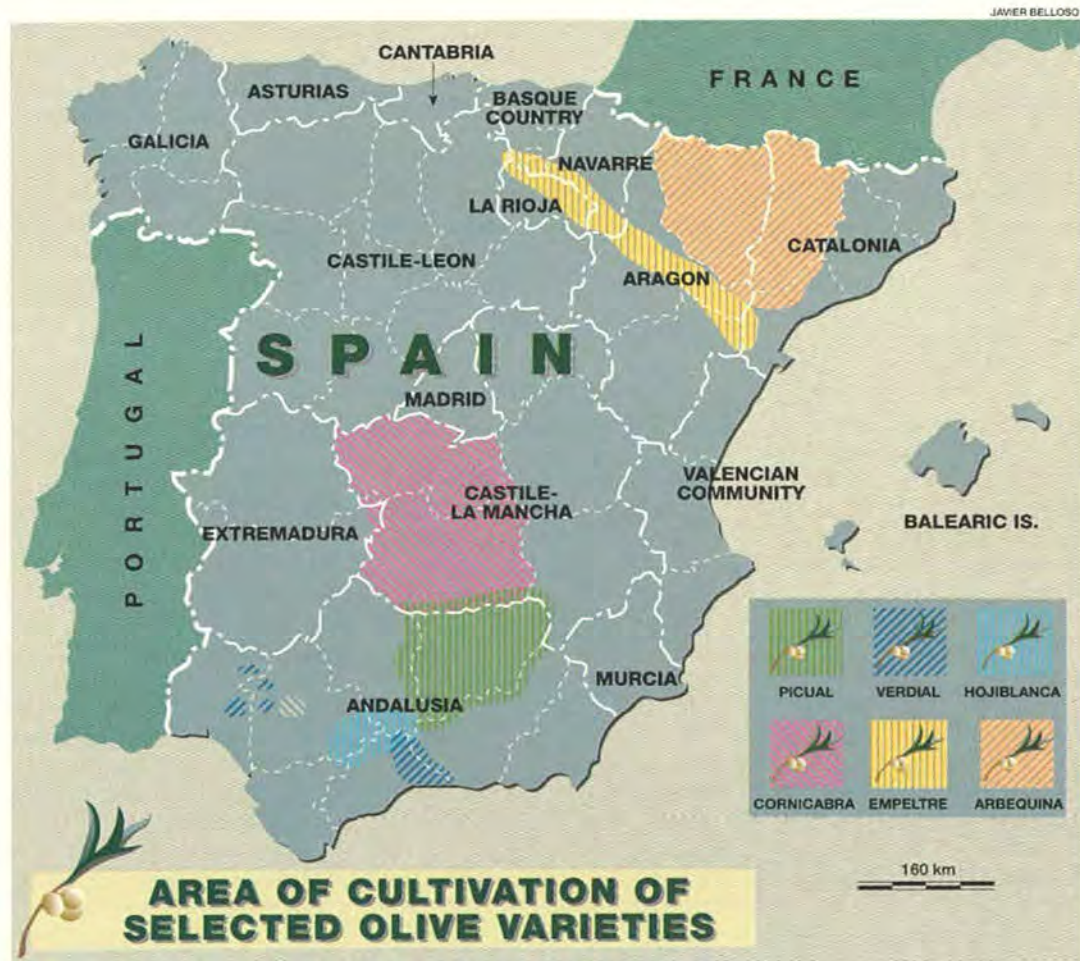 JAVIER BELLOSO
CANTABRIA
FRANCE
ASTURIAS
BASQUE
COUNTRY
GALICIA
NAVARRE
LA RIOJA
CATALONIA
CASTILE-LEON
ARAGON
SPAIN
PORTUGAL
MADRID
VALENCIAN
COMMUNITY
CASTILE-
LA MANCHA
EXTREMADURA
BALEARIC IS.
MURCIA
ANDALUSIA
PICUAL
VERDIAL
HOJIBLANCA
CORNICABRA
EMPELTRE
ARBEQUINA
160 km
AREA OF CULTIVATION OF
SELECTED OLIVE VARIETIES